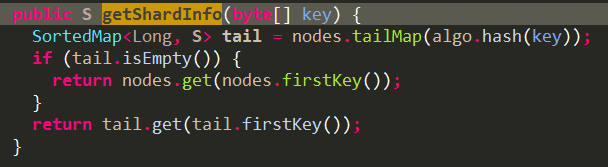 public S getShardInfo(byte[] key) {
  SortedMap<Long, S> tail = nodes.tailMap(algo.hash(key));
  if (tail.isEmpty()) {
    return nodes.get(nodes.firstKey());
  }
  return tail.get(tail.firstKey());
}